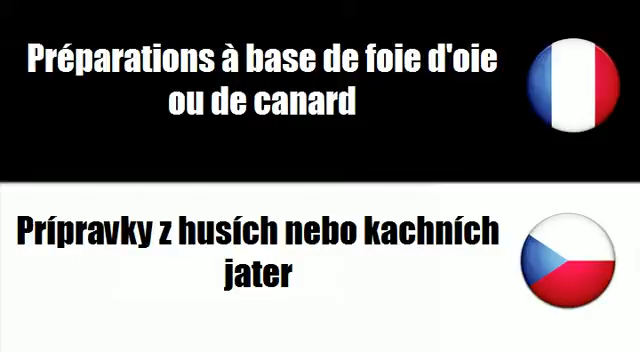 Préparations à base de foie d'oie
ou de canard
Prípravky z husích nebo kachních
jater